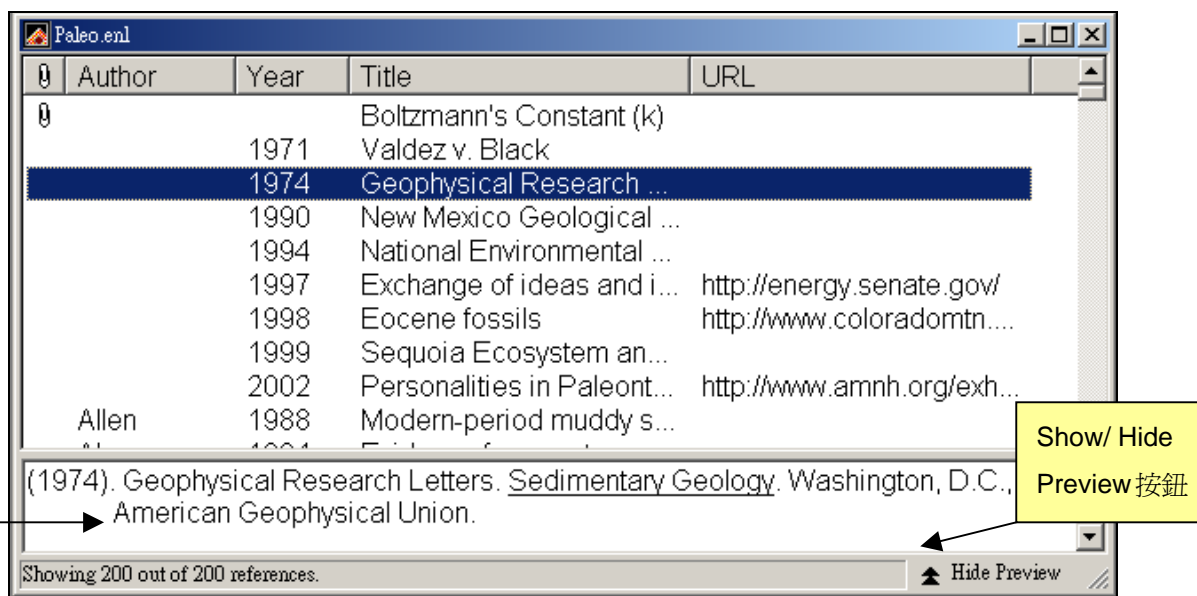 Paleo.enl
Author Year Title URL
Boltzmann's Constant (k)
1971 Valdez v. Black
1974 Geophysical Research ...
1990 New Mexico Geological ...
1994 National Environmental ...
1997 Exchange of ideas and i... http://energy.senate.gov/
1998 Eocene fossils http://www.coloradomtn....
1999 Sequoia Ecosystem an...
2002 Personalities in Paleont... http://www.amnh.org/exh...
Allen 1988 Modern-period muddy s...
(1974). Geophysical Research Letters. Sedimentary Geology. Washington, D.C.,
American Geophysical Union.
Showing 200 out of 200 references.
Hide Preview
Show/ Hide
Preview 按鈕